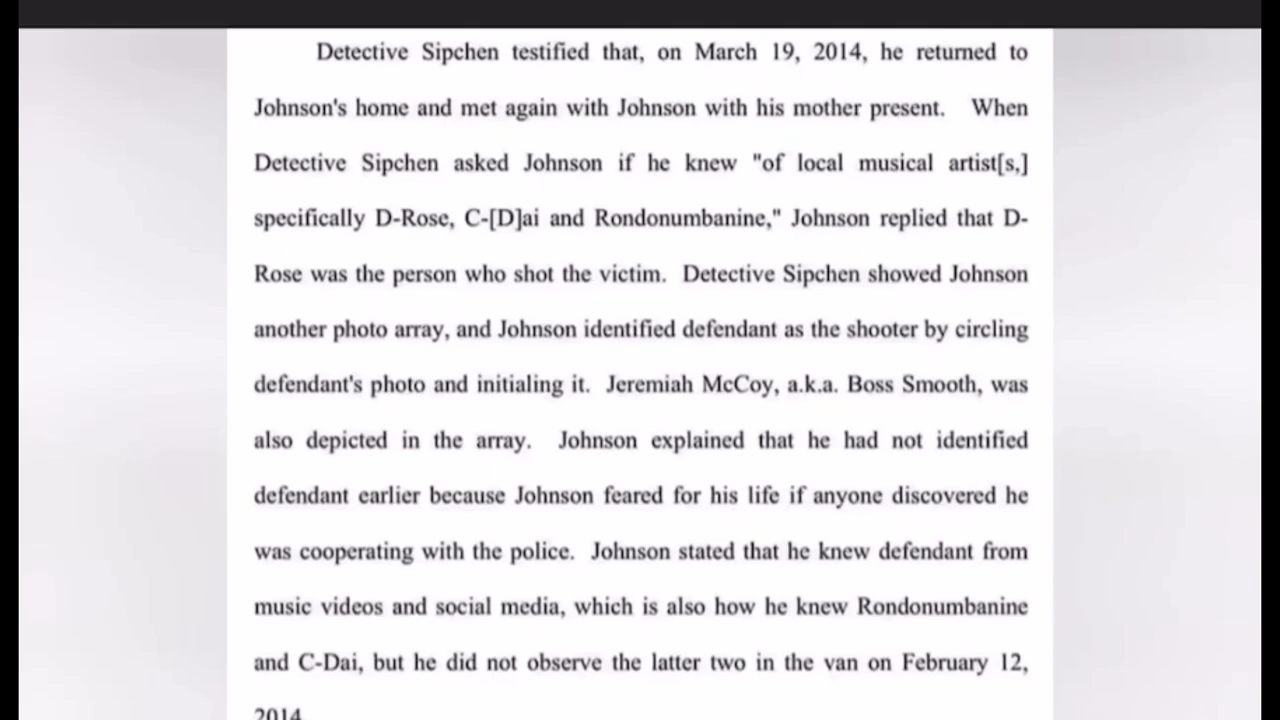 Detective Sipchen testified that, on March 19, 2014, he returned to
Johnson's home and met again with Johnson with his mother present. When
Detective Sipchen asked Johnson if he knew "of local musical artist[s,]
specifically D-Rose, C-[D]ai and Rondonumbanine," Johnson replied that D-
Rose was the person who shot the victim. Detective Sipchen showed Johnson
another photo array, and Johnson identified defendant as the shooter by circling
defendant's photo and initialing it. Jeremiah McCoy, a.k.a. Boss Smooth, was
also depicted in the array. Johnson explained that he had not identified
defendant earlier because Johnson feared for his life if anyone discovered he
was cooperating with the police. Johnson stated that he knew defendant from
music videos and social media, which is also how he knew Rondonumbanine
and C-Dai, but he did not observe the latter two in the van on February 12,
2014.